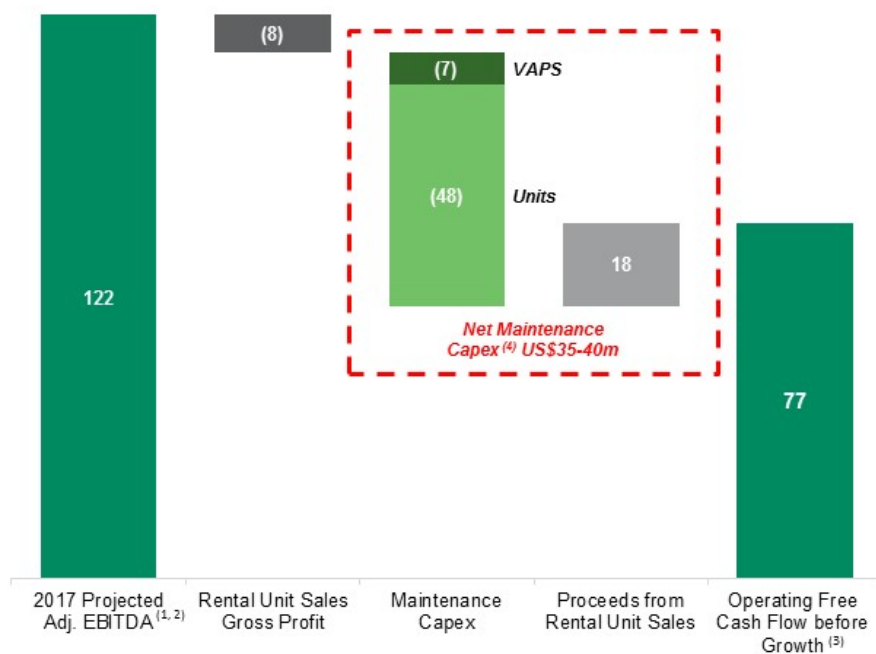 (8)
(7)
VAPS
(48)
Units
18
122
Net Maintenance
Capex (4) US$35-40m
77
2017 Projected
Adj. EBITDA (1, 2)
Rental Unit Sales
Gross Profit
Maintenance
Capex
Proceeds from
Rental Unit Sales
Operating Free
Cash Flow before
Growth (3)